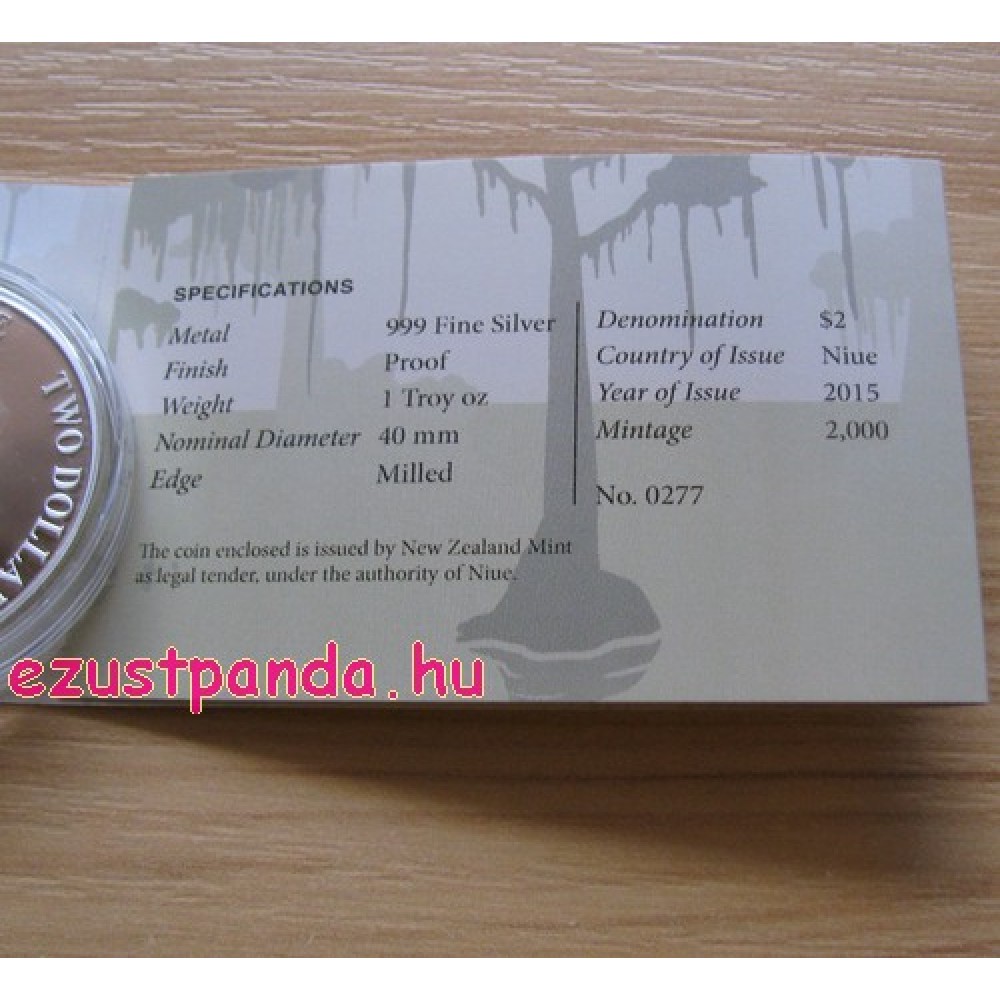 SPECIFICATIONS
Metal 999 Fine Silver
Finish Proof
Weight 1 Troy oz
Nominal Diameter 40 mm
Edge Milled
Denomination $2
Country of Issue Niue
Year of Issue 2015
Mintage 2,000
No. 0277
The coin enclosed is issued by New Zealand Mint
as legal tender, under the authority of Niue.
TWO DOLLA
ezustpanda.hu